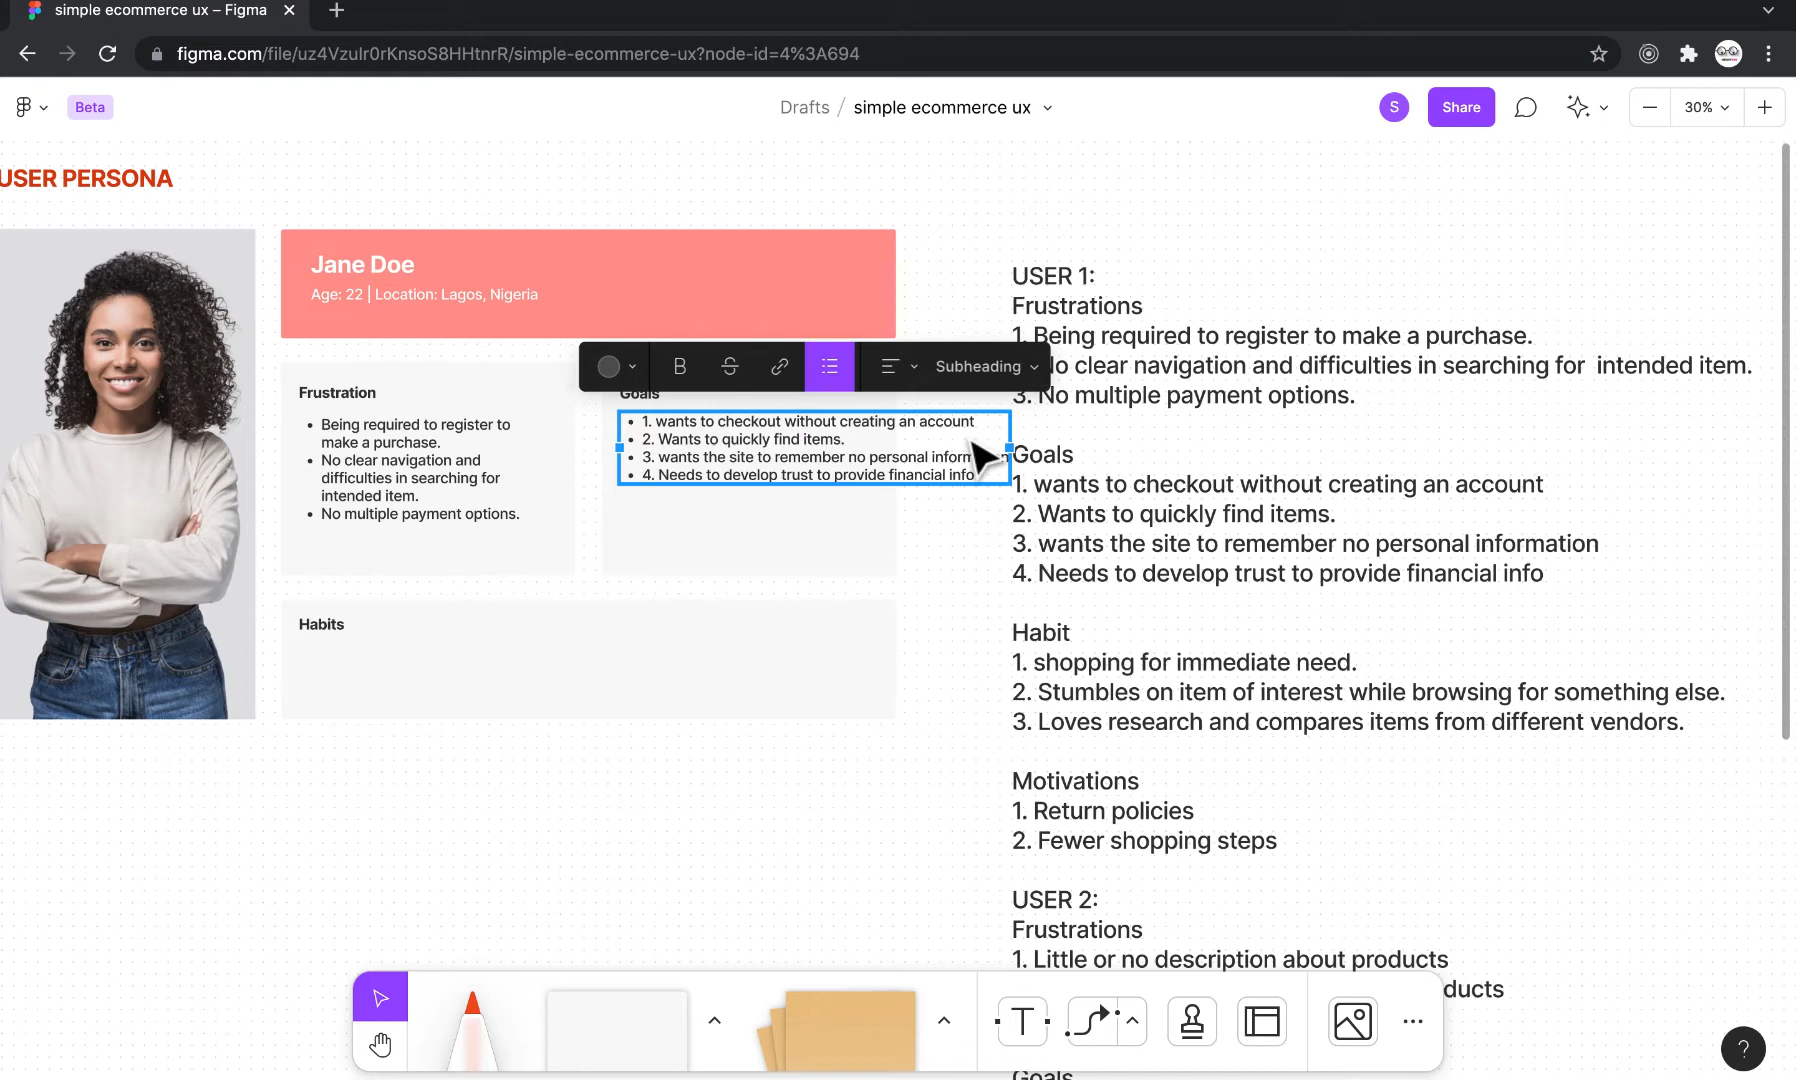 simple ecommerce ux – Figma
figma.com/file/uz4Vzulr0rKnsoS8HHtnrR/simple-ecommerce-ux?node-id=4%3A694
Beta
Drafts / simple ecommerce ux
S
Share
30%
USER PERSONA
Jane Doe
Age: 22 | Location: Lagos, Nigeria
Subheading
Frustration
• Being required to register to
make a purchase.
• No clear navigation and
difficulties in searching for
intended item.
• No multiple payment options.
Goals
• 1. wants to checkout without creating an account
• 2. Wants to quickly find items.
• 3. wants the site to remember no personal
• 4. Needs to develop trust to provide financial info
Habits
USER 1:
Frustrations
1. Being required to register to make a purchase.
No clear navigation and difficulties in searching for  intended item.
3. No multiple payment options.
Goals
1. wants to checkout without creating an account
2. Wants to quickly find items.
3. wants the site to remember no personal information
4. Needs to develop trust to provide financial info
Habit
1. shopping for immediate need.
2. Stumbles on item of interest while browsing for something else.
3. Loves research and compares items from different vendors.
Motivations
1. Return policies
2. Fewer shopping steps
USER 2:
Frustrations
1. Little or no description about products
ducts
Goals
B
S
T
?